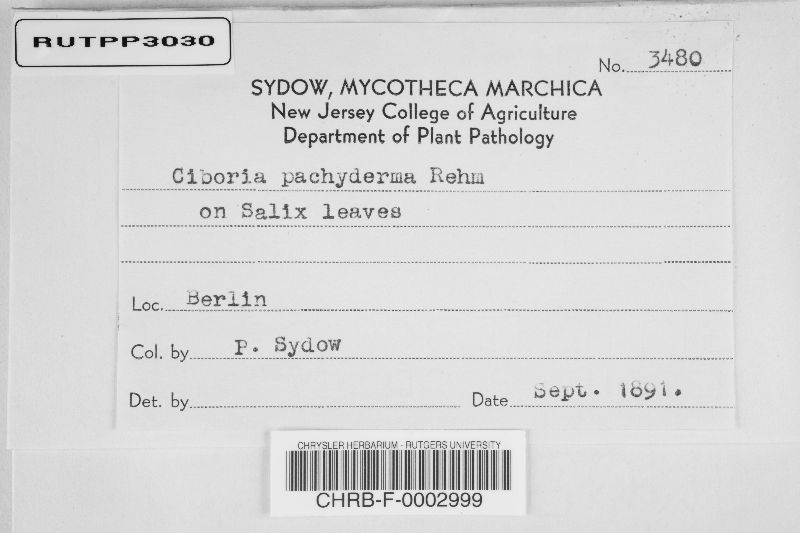 RUTPP3030
No. 3480
SYDOW, MYCOTHECA MARCHICA
New Jersey College of Agriculture
Department of Plant Pathology
Ciboria pachyderma Rehm
on Salix leaves
Loc. Berlin
Col. by P. Sydow
Det. by
Date Sept. 1891.
CHRYSLER HERBARIUM - RUTGERS UNIVERSITY
CHRB-F-0002999